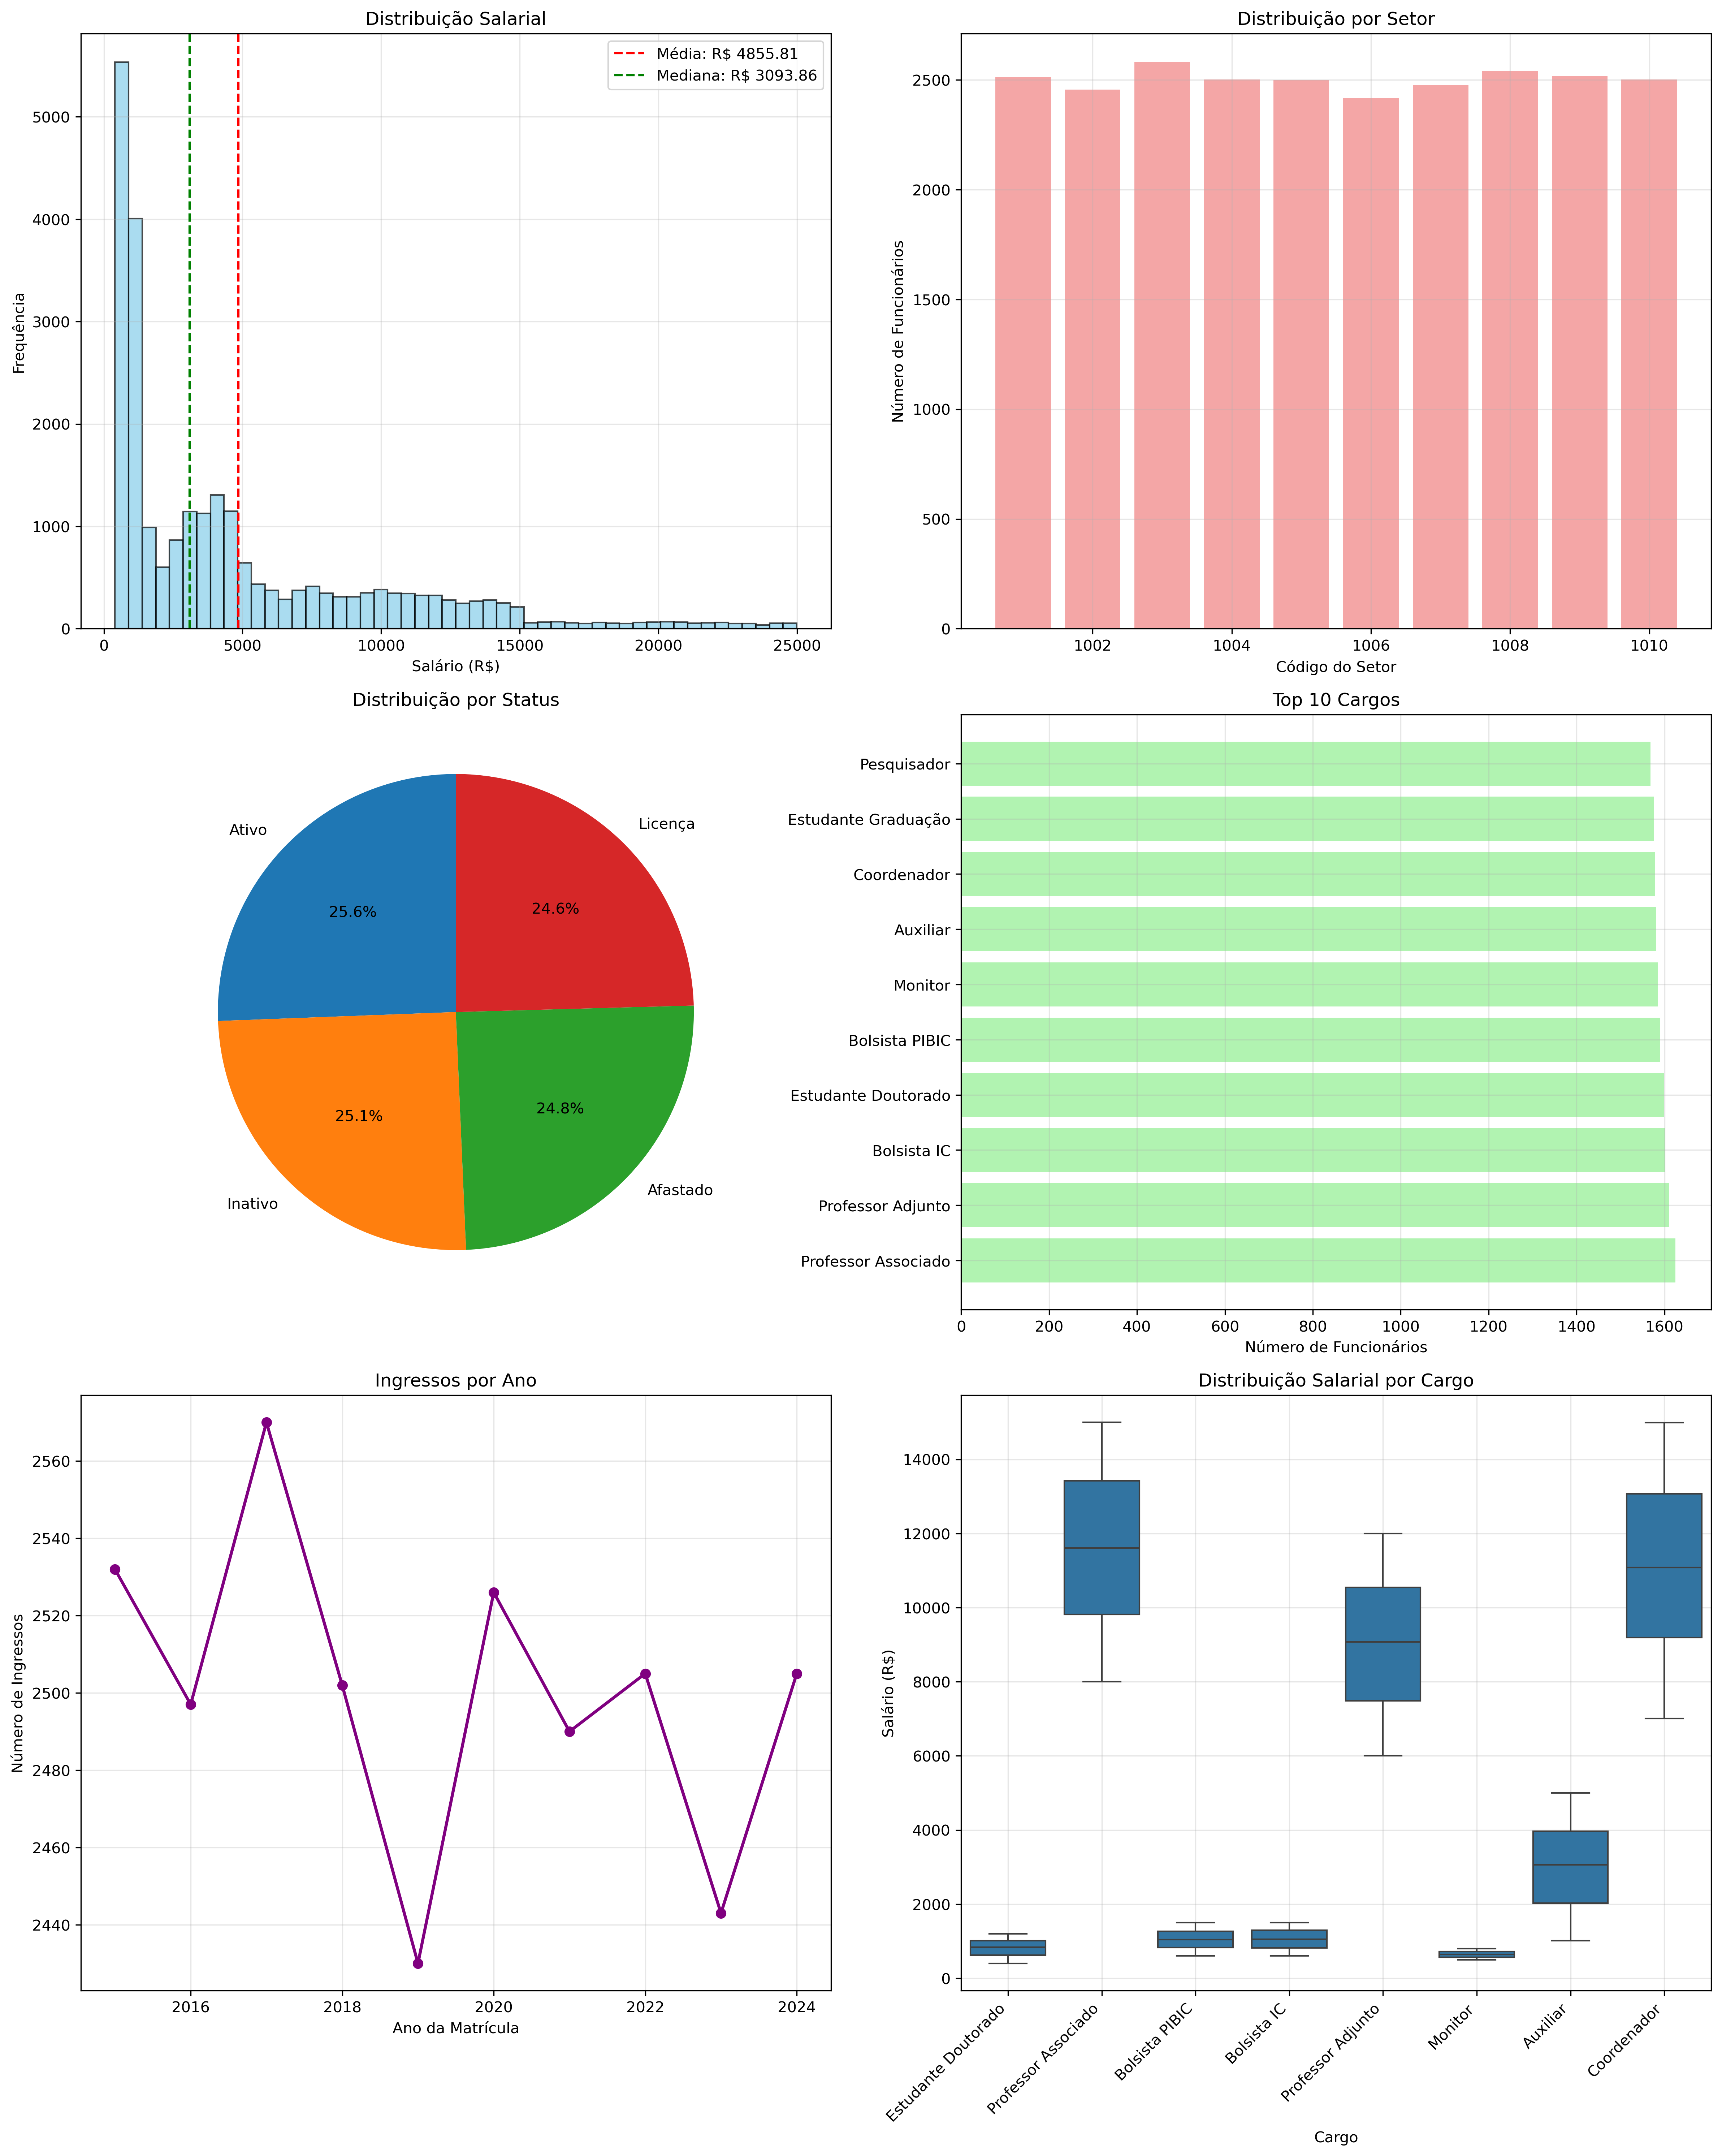 Distribuição Salarial
Média: R$ 4855.81
Mediana: R$ 3093.86
Frequência
5000
4000
3000
2000
1000
0
0 5000 10000 15000 20000 25000
Salário (R$)
Distribuição por Setor
Número de Funcionários
2500
2000
1500
1000
500
0
1002 1004 1006 1008 1010
Código do Setor
Distribuição por Status
Ativo
Licença
25.6%
24.6%
25.1%
24.8%
Inativo
Afastado
Top 10 Cargos
Pesquisador
Estudante Graduação
Coordenador
Auxiliar
Monitor
Bolsista PIBIC
Estudante Doutorado
Bolsista IC
Professor Adjunto
Professor Associado
0 200 400 600 800 1000 1200 1400 1600
Número de Funcionários
Ingressos por Ano
Número de Ingressos
2560
2540
2520
2500
2480
2460
2440
2016 2018 2020 2022 2024
Ano da Matrícula
Distribuição Salarial por Cargo
Salário (R$)
14000
12000
10000
8000
6000
4000
2000
0
Estudante Doutorado
Professor Associado
Bolsista PIBIC
Bolsista IC
Professor Adjunto
Monitor
Auxiliar
Coordenador
Cargo